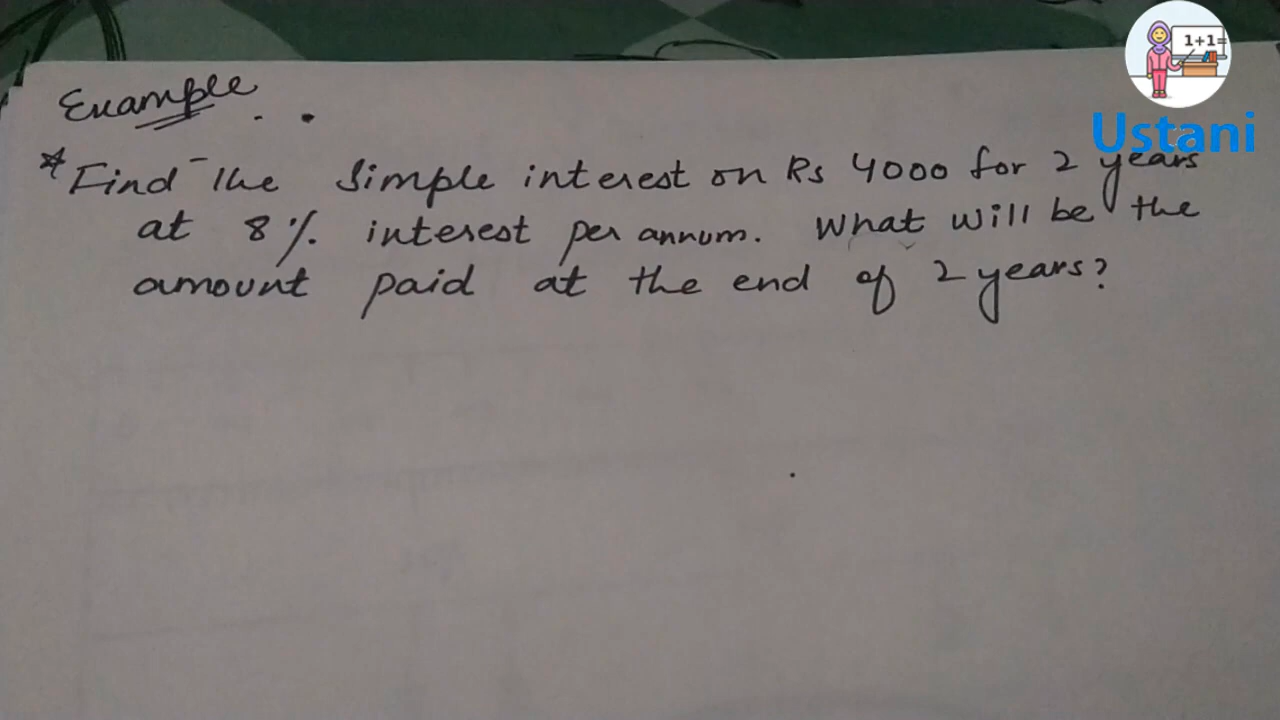 1+1=
Ustani
Example
* Find the Simple interest on Rs 4000 for 2 years
at 8% interest per annum. What will be the
amount paid at the end of 2 years?